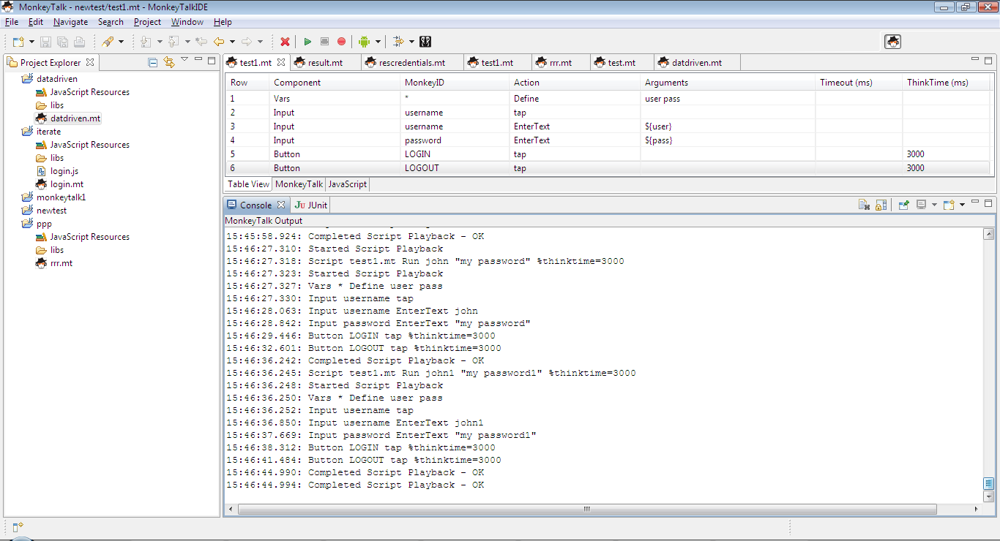 MonkeyTalk - newtest/test1.mt - MonkeyTalkIDE
File Edit Navigate Search Project Window Help
Project Explorer
datadriven
JavaScript Resources
libs
datdriven.mt
iterate
JavaScript Resources
libs
login.js
login.mt
monkeytalk1
newtest
ppp
JavaScript Resources
libs
rrr.mt
test1.mt result.mt rescredentials.mt test1.mt rrr.mt test.mt datdriven.mt
Row Component MonkeyID Action Arguments Timeout (ms) ThinkTime (ms)
1 Vars * Define user pass
2 Input username tap
3 Input username EnterText ${user}
4 Input password EnterText ${pass}
5 Button LOGIN tap 3000
6 Button LOGOUT tap 3000
Table View MonkeyTalk JavaScript
Console Ju JUnit
MonkeyTalk Output
15:45:58.924: Completed Script Playback - OK
15:46:27.310: Started Script Playback
15:46:27.318: Script test1.mt Run john "my password" %thinktime=3000
15:46:27.323: Started Script Playback
15:46:27.327: Vars * Define user pass
15:46:27.330: Input username tap
15:46:28.063: Input username EnterText john
15:46:28.842: Input password EnterText "my password"
15:46:29.446: Button LOGIN tap %thinktime=3000
15:46:32.601: Button LOGOUT tap %thinktime=3000
15:46:36.242: Completed Script Playback - OK
15:46:36.245: Script test1.mt Run john1 "my password1" %thinktime=3000
15:46:36.248: Started Script Playback
15:46:36.250: Vars * Define user pass
15:46:36.252: Input username tap
15:46:36.850: Input username EnterText john1
15:46:37.669: Input password EnterText "my password1"
15:46:38.312: Button LOGIN tap %thinktime=3000
15:46:41.484: Button LOGOUT tap %thinktime=3000
15:46:44.990: Completed Script Playback - OK
15:46:44.994: Completed Script Playback - OK